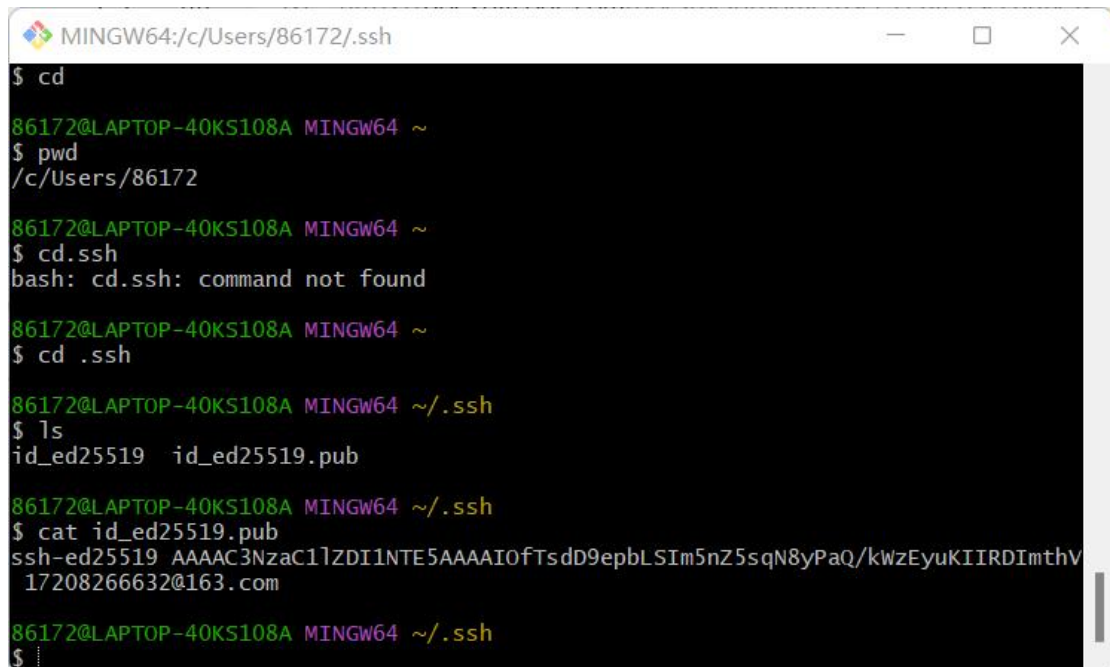 MINGW64:/c/Users/86172/.ssh
$ cd
86172@LAPTOP-40KS108A MINGW64 ~
$ pwd
/c/Users/86172
86172@LAPTOP-40KS108A MINGW64 ~
$ cd.ssh
bash: cd.ssh: command not found
86172@LAPTOP-40KS108A MINGW64 ~
$ cd .ssh
86172@LAPTOP-40KS108A MINGW64 ~/.ssh
$ ls
id_ed25519  id_ed25519.pub
86172@LAPTOP-40KS108A MINGW64 ~/.ssh
$ cat id_ed25519.pub
ssh-ed25519 AAAAC3NzaC1lZDI1NTE5AAAAIOfTsdD9epbLSIm5nZ5sqN8yPaQ/kWzEyuKIIRDImthV
17208266632@163.com
86172@LAPTOP-40KS108A MINGW64 ~/.ssh
$